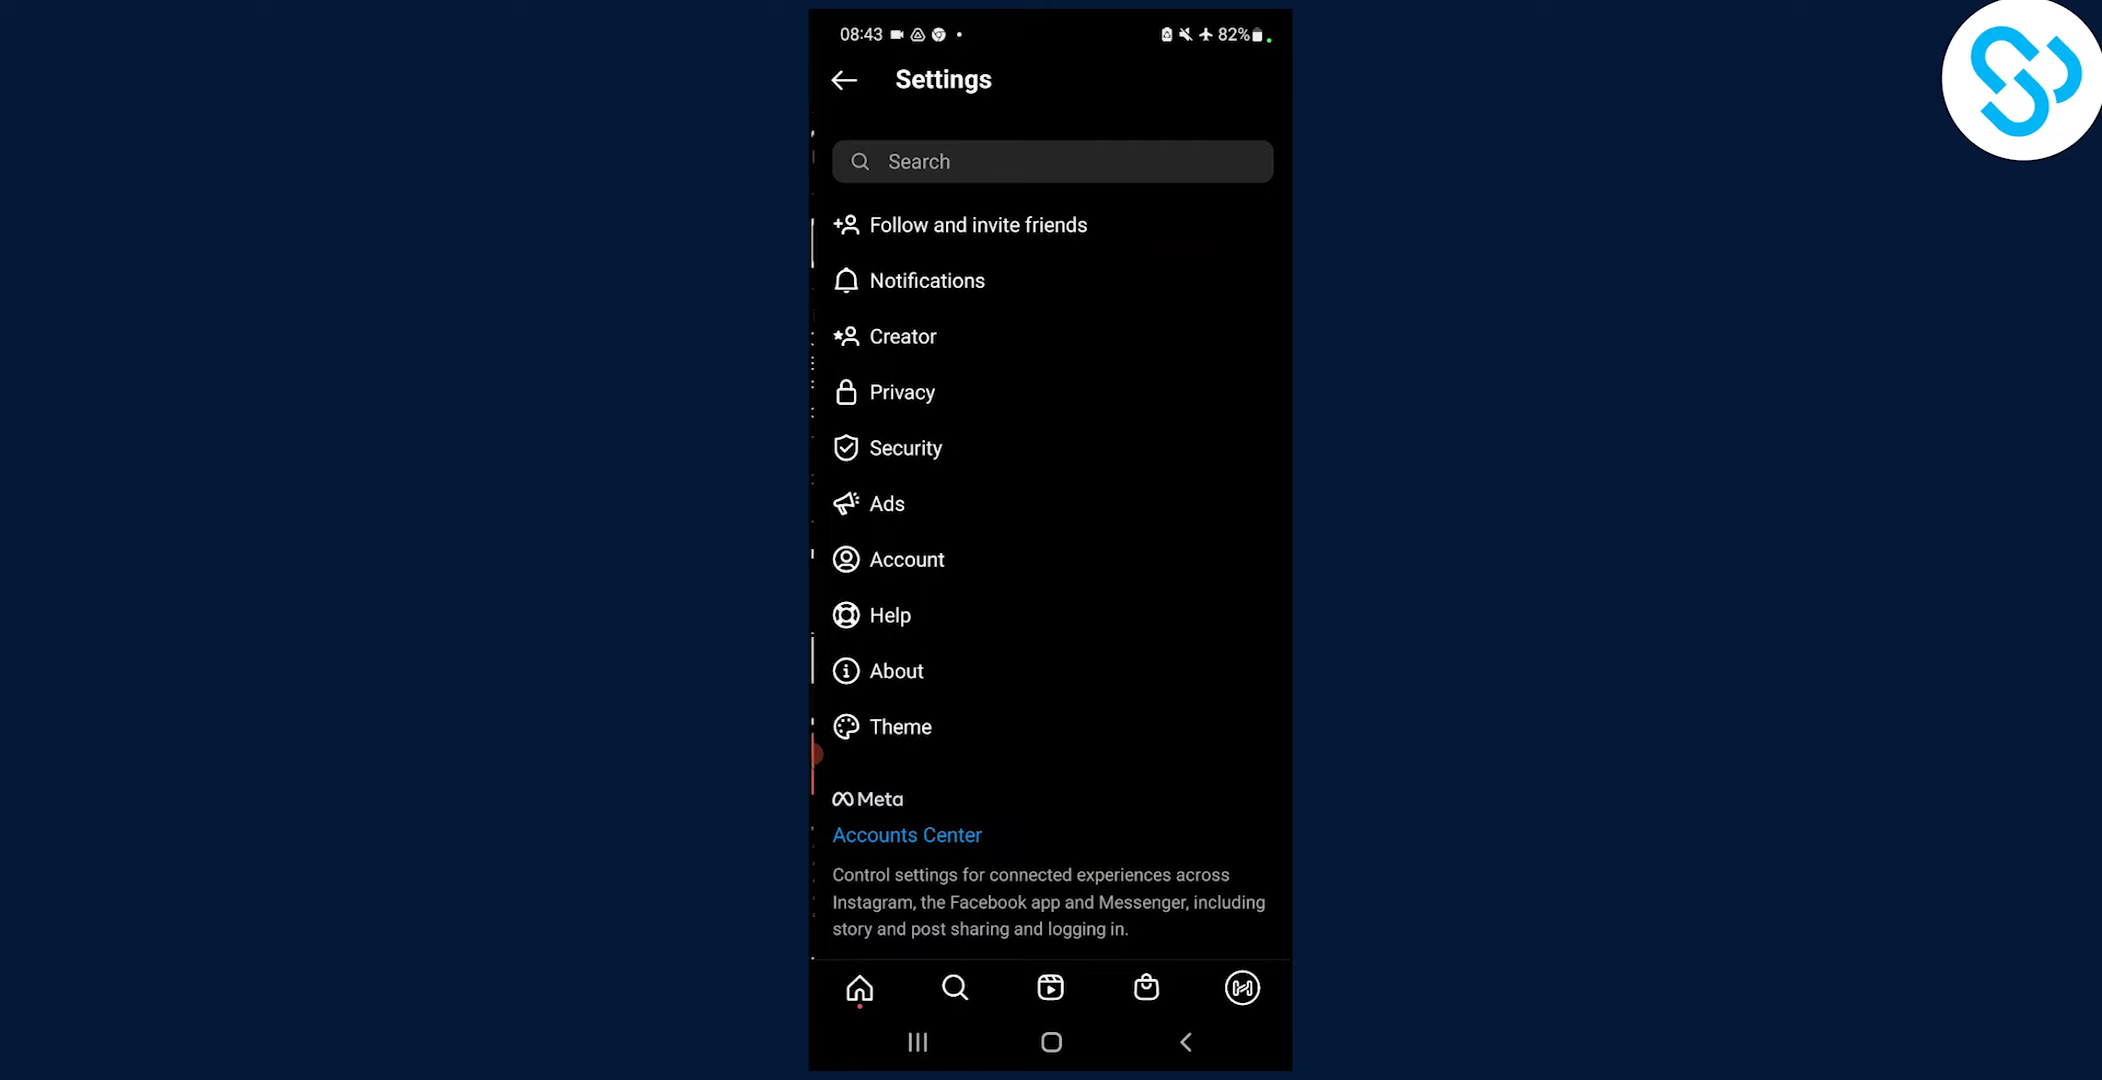 08:43
82%
Settings
Search
Follow and invite friends
Notifications
Creator
Privacy
Security
Ads
Account
Help
About
Theme
Meta
Accounts Center
Control settings for connected experiences across
Instagram, the Facebook app and Messenger, including
story and post sharing and logging in.